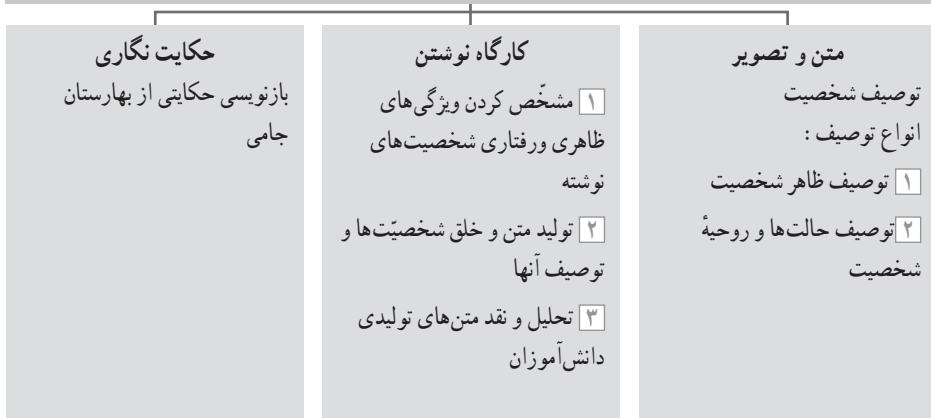 متن و تصویر
توصیف شخصیت
انواع توصیف :
۱ توصیف ظاهر شخصیت
۲ توصیف حالت‌ها و روحیهٔ
شخصیت
کارگاه نوشتن
۱ مشخّص کردن ویژگی‌های
ظاهری ورفتاری شخصیت‌های
نوشته
۲ تولید متن و خلق شخصیّت‌ها و
توصیف آنها
۳ تحلیل و نقد متن‌های تولیدی
دانش‌آموزان
حکایت نگاری
بازنویسی حکایتی از بهارستان
جامی